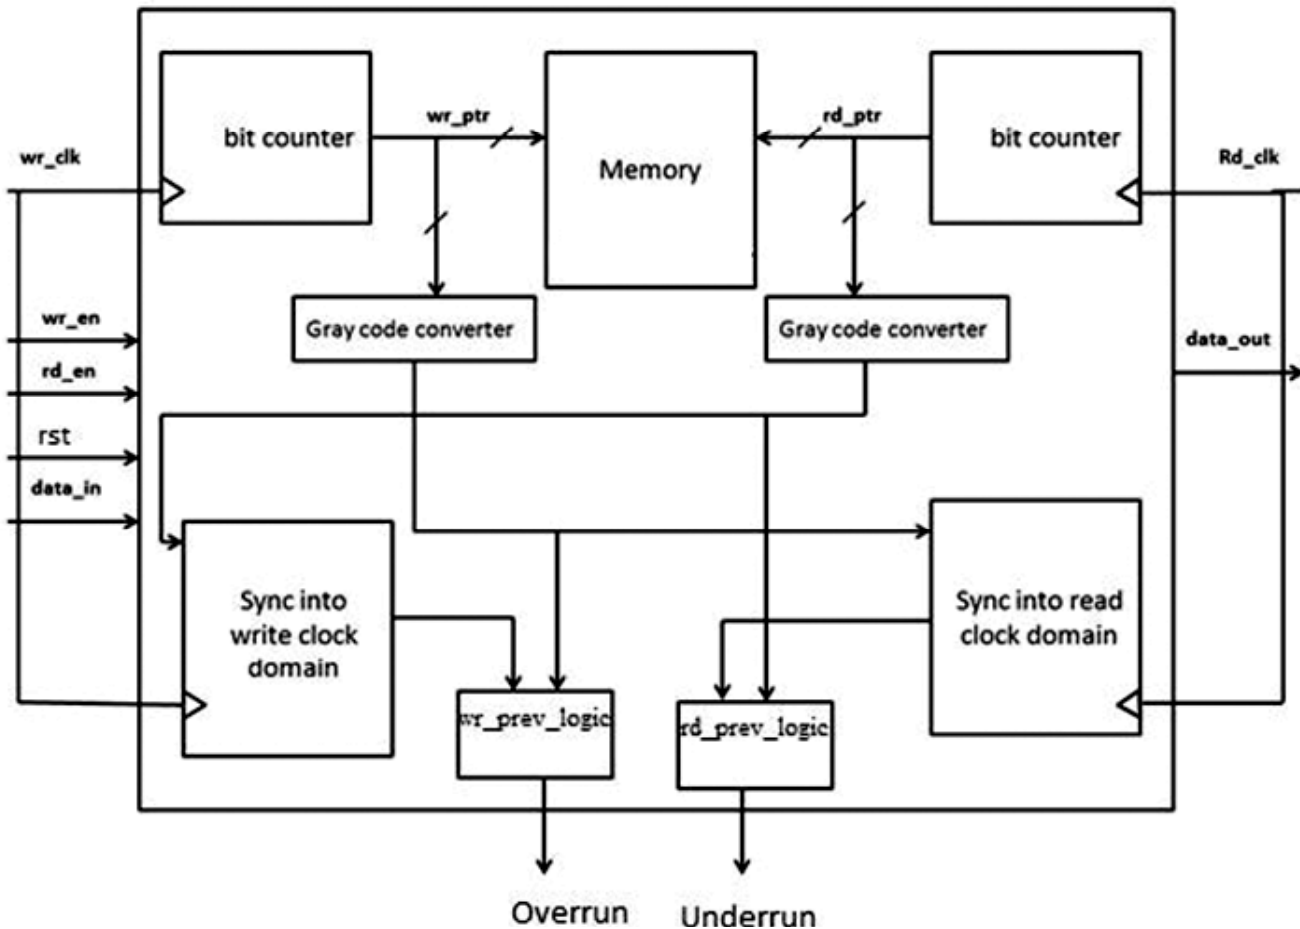 wr_clk
bit counter
wr_ptr
Memory
rd_ptr
bit counter
Rd_clk
wr_en
rd_en
rst
data_in
Gray code converter
Gray code converter
data_out
Sync into
write clock
domain
wr_prev_logic
rd_prev_logic
Sync into read
clock domain
Overrun
Underrun